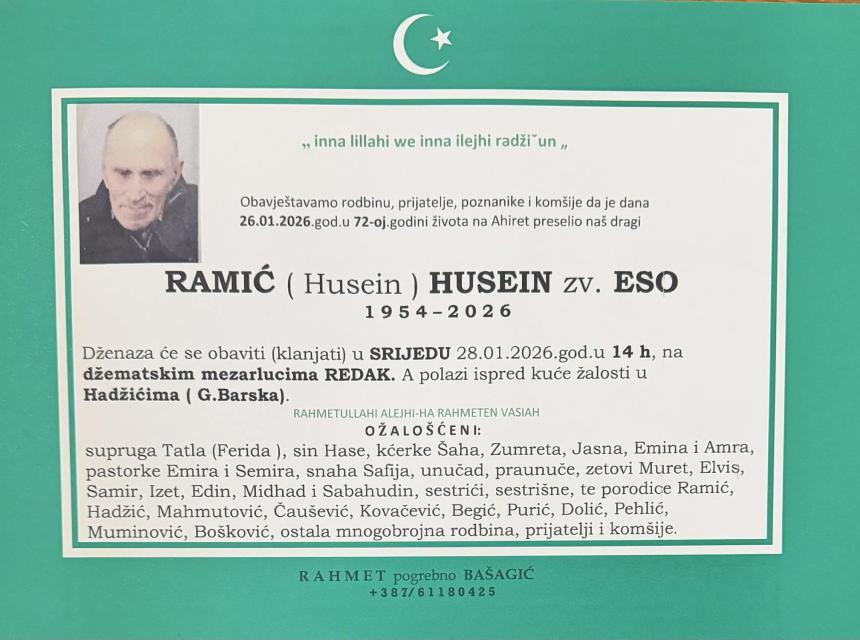 „ inna lillahi we inna ilejhi radžiˇun „
Obavještavamo rodbinu, prijatelje, poznanike i komšije da je dana
26.01.2026.god.u 72-oj.godini života na Ahiret preselio naš dragi
RAMIĆ ( Husein ) HUSEIN zv. ESO
1954–2026
Dženaza će se obaviti (klanjati) u SRIJEDU 28.01.2026.god.u 14 h, na
džematskim mezarlucima REDAK. A polazi ispred kuće žalosti u
Hadžićima ( G.Barska).
RAHMETULLAHI ALEJHI-HA RAHMETEN VASIAH
OŽALOŠĆENI:
supruga Tatla (Ferida ), sin Hase, kćerke Šaha, Zumreta, Jasna, Emina i Amra,
pastorke Emira i Semira, snaha Safija, unučad, praunuče, zetovi Muret, Elvis,
Samir, Izet, Edin, Midhad i Sabahudin, sestrići, sestrišne, te porodice Ramić,
Hadžić, Mahmutović, Čaušević, Kovačević, Begić, Purić, Dolić, Pehlić,
Muminović, Bošković, ostala mnogobrojna rodbina, prijatelji i komšije.
RAHMET pogrebno BAŠAGIĆ
+387/61180425